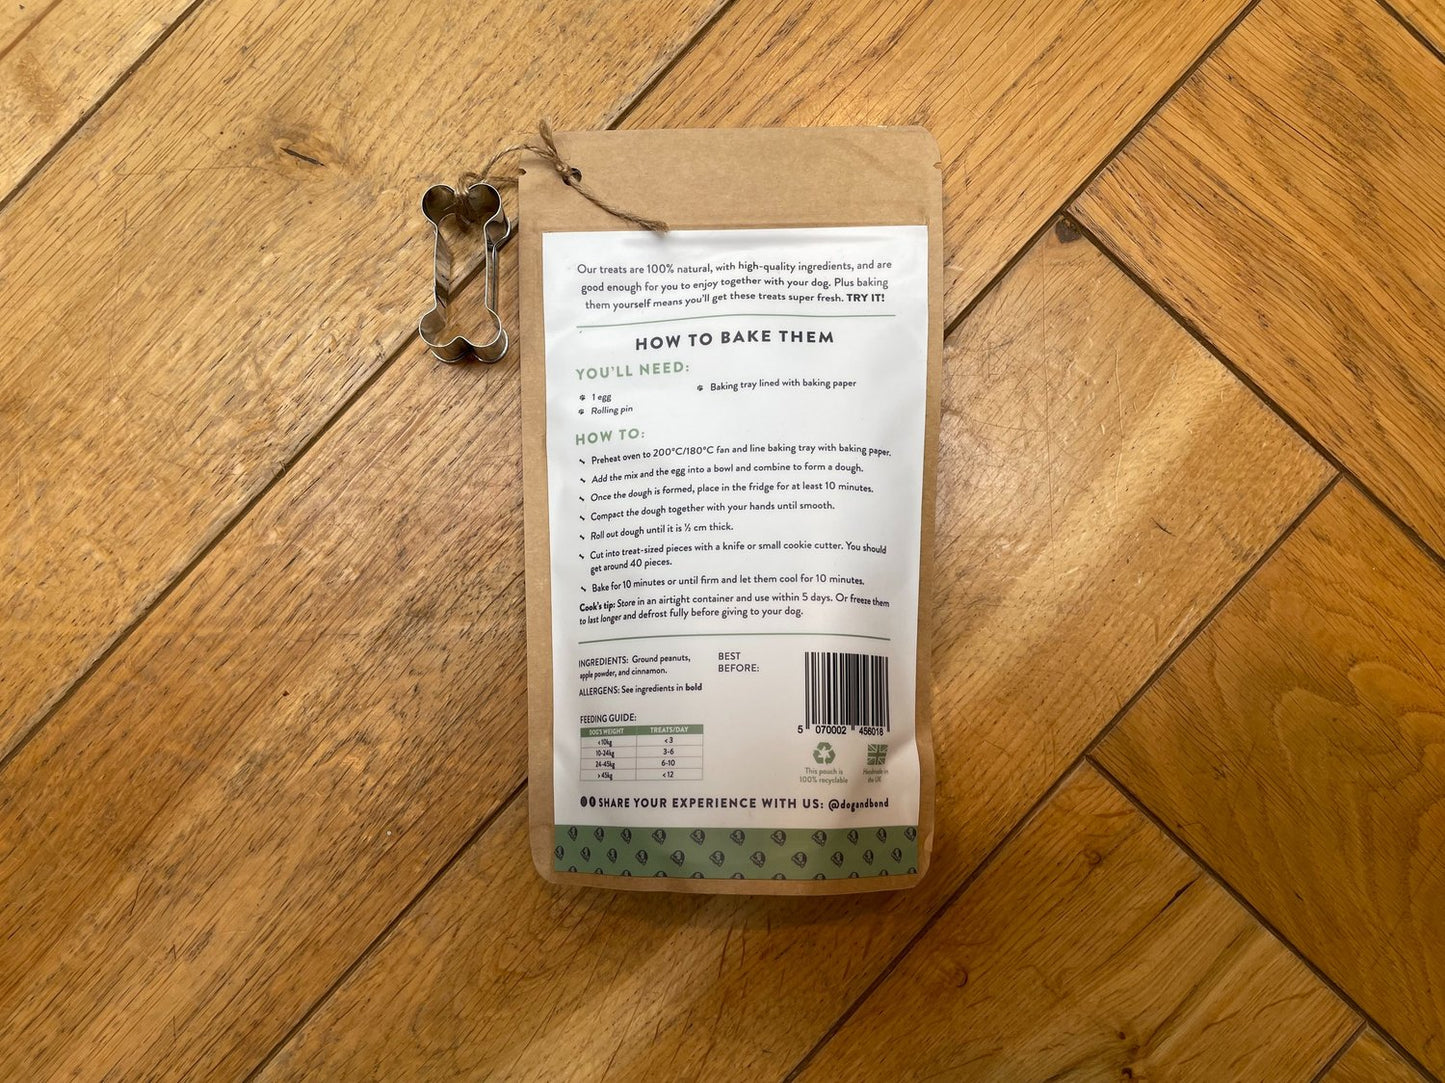 Our treats are 100% natural, with high-quality ingredients, and are
good enough for you to enjoy together with your dog. Plus baking
them yourself means you'll get these treats super fresh. TRY IT!
HOW TO BAKE THEM
YOU'LL NEED:
1 egg
Rolling pin
Baking tray lined with baking paper
HOW TO:
Preheat oven to 200°C/180°C fan and line baking tray with baking paper.
Add the mix and the egg into a bowl and combine to form a dough.
Once the dough is formed, place in the fridge for at least 10 minutes.
Compact the dough together with your hands until smooth.
Roll out dough until it is ½ cm thick.
Cut into treat-sized pieces with a knife or small cookie cutter. You should
get around 40 pieces.
Bake for 10 minutes or until firm and let them cool for 10 minutes.
Cook's tip: Store in an airtight container and use within 5 days. Or freeze them
to last longer and defrost fully before giving to your dog.
INGREDIENTS: Ground peanuts,
apple powder, and cinnamon.
ALLERGENS: See ingredients in bold
BEST
BEFORE:
FEEDING GUIDE:
DOG'S WEIGHT TREATS/DAY
<10kg <3
10-24kg 3-6
24-45kg 6-10
>45kg <12
5 070002 456018
This pouch is
100% recyclable
Handmade in
the UK
SHARE YOUR EXPERIENCE WITH US: @dogandbond